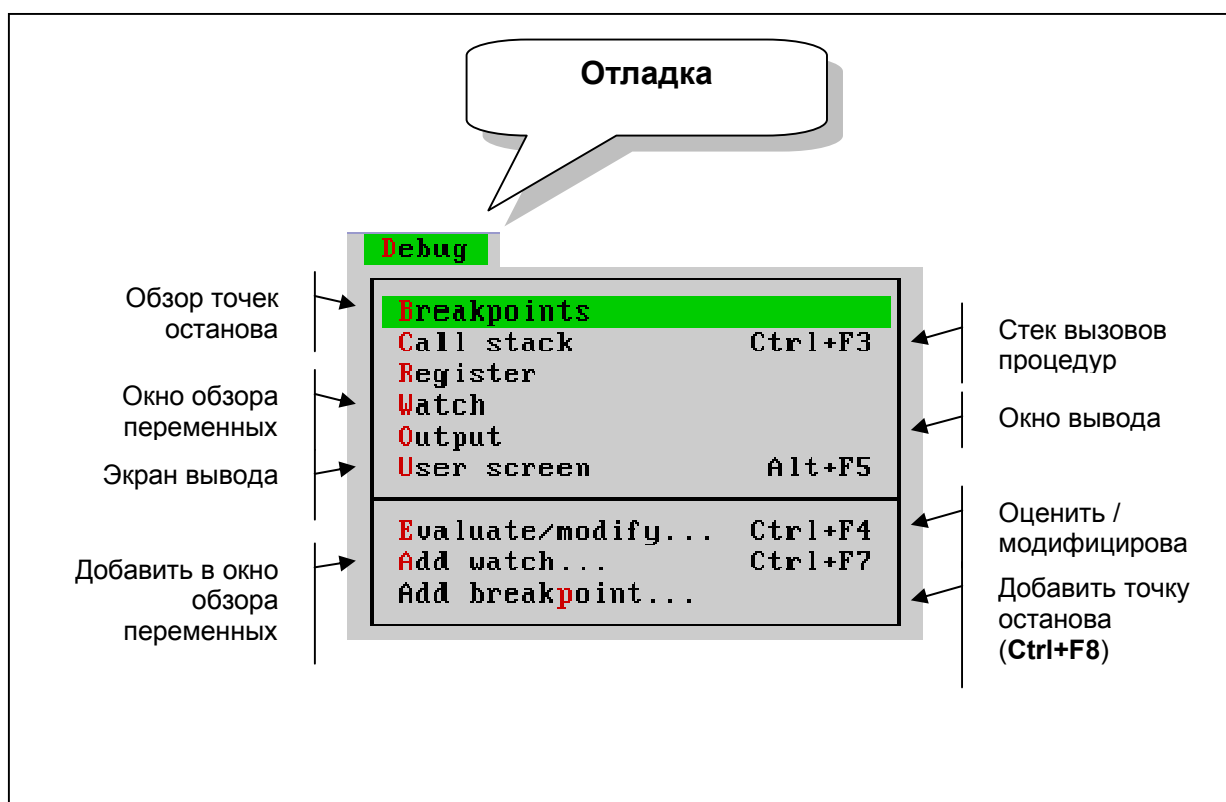 Отладка
Debug
Обзор точек
останова
Окно обзора
переменных
Экран вывода
Добавить в окно
обзора
переменных
Breakpoints
Call stack Ctrl+F3
Register
Watch
Output
User screen Alt+F5
Evaluate/modify... Ctrl+F4
Add watch... Ctrl+F7
Add breakpoint...
Стек вызовов
процедур
Окно вывода
Оценить /
модифицирова
Добавить точку
останова
(Ctrl+F8)